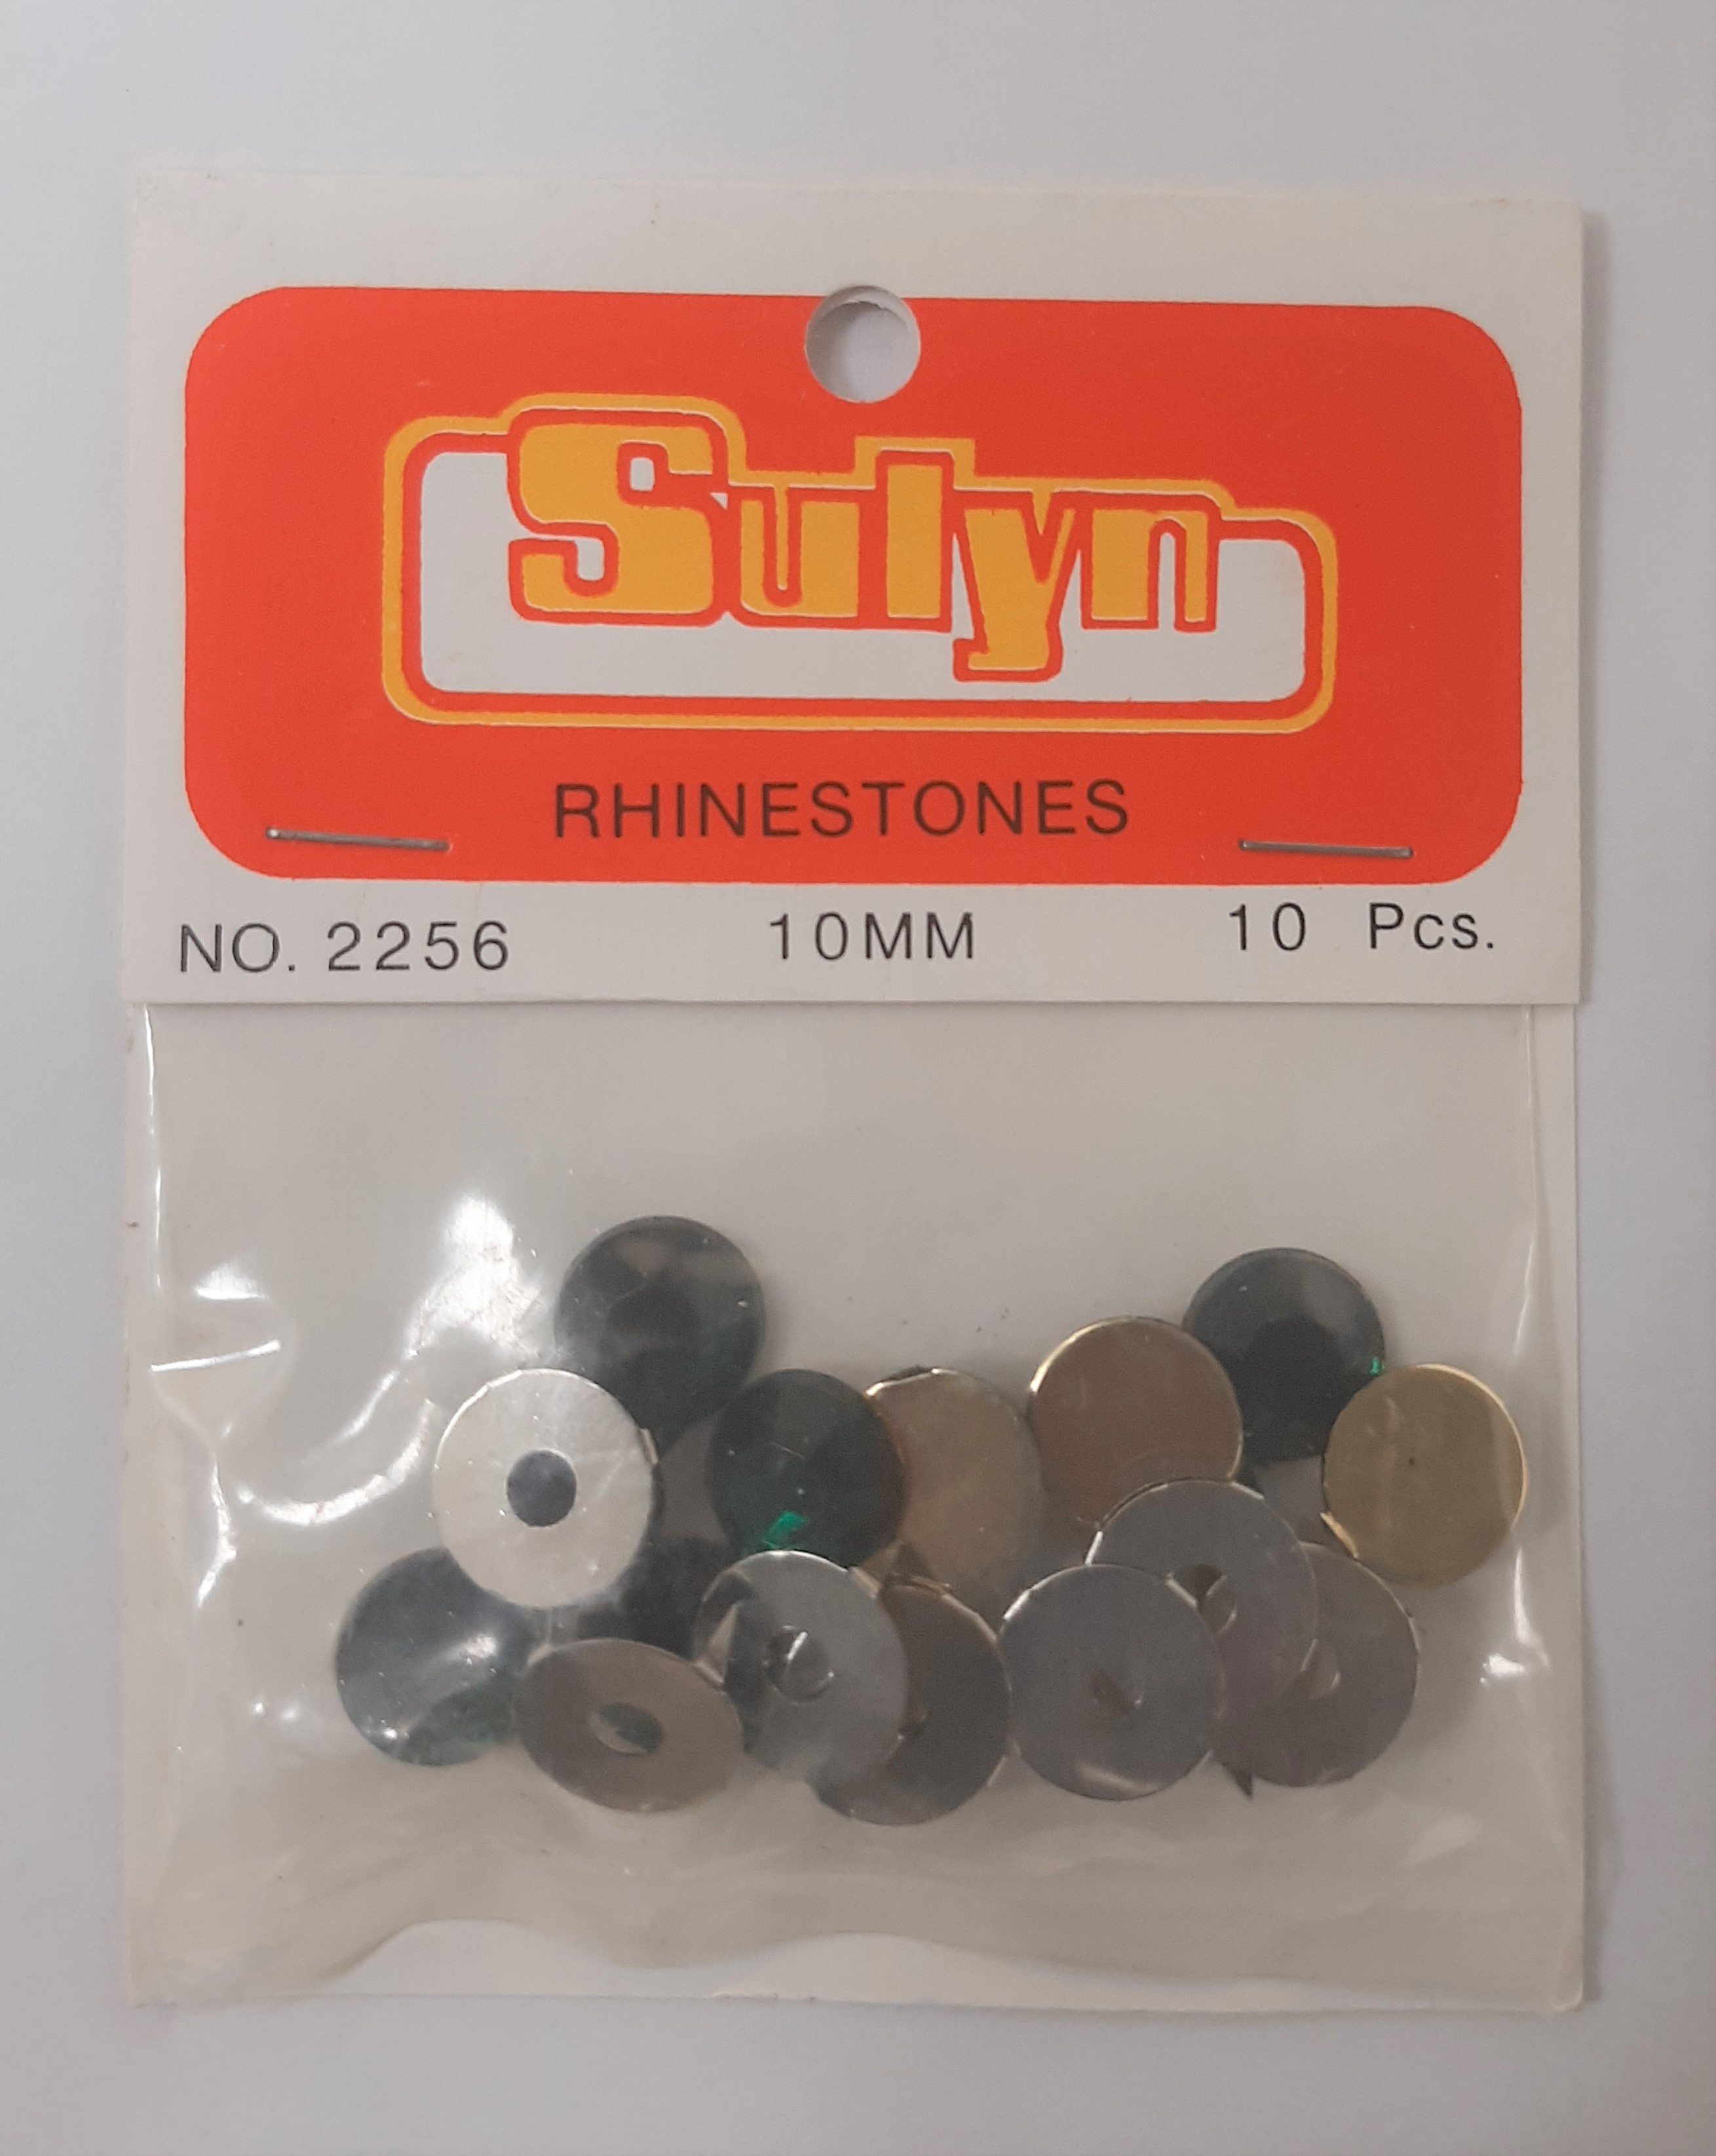 Sulyn
RHINESTONES
NO. 2256 10MM 10 Pcs.